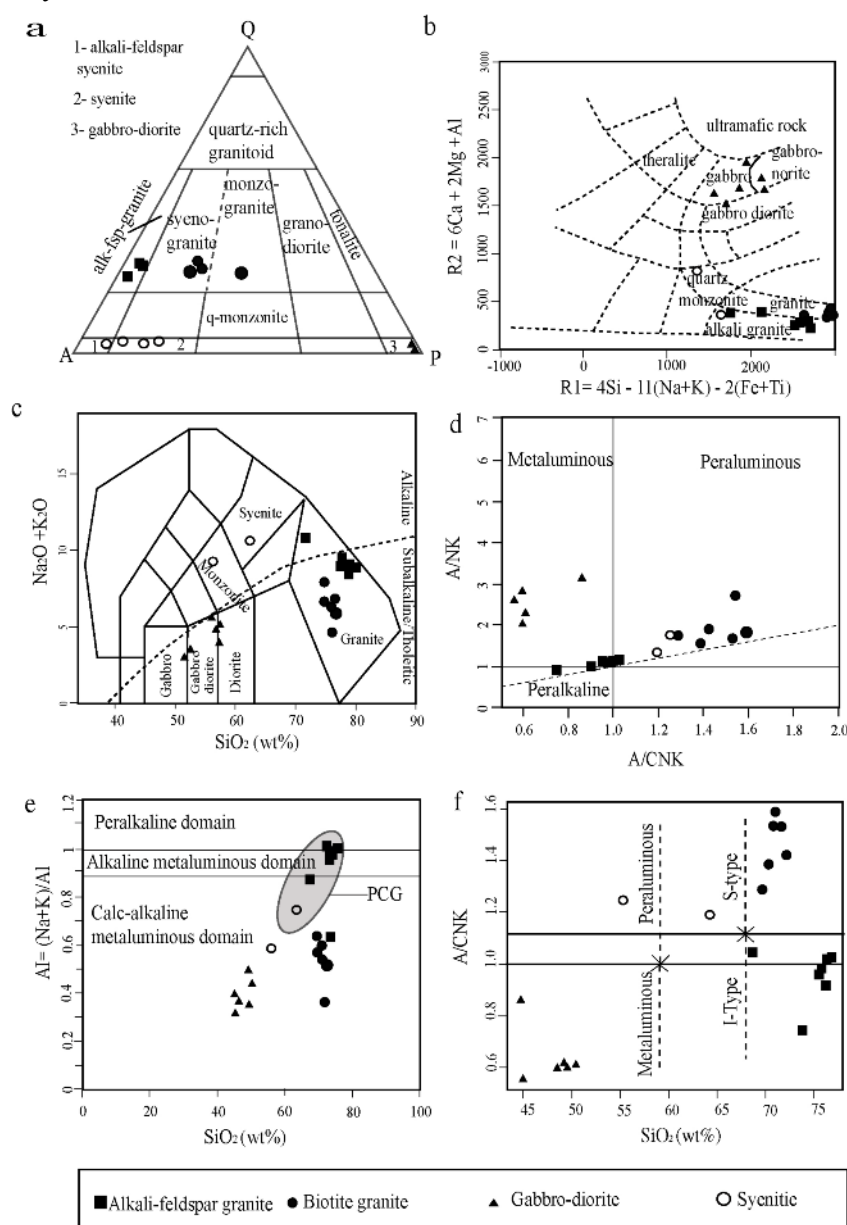 a
Q
1- alkali-feldspar
syenite
2- syenite
3- gabbro-diorite
quartz-rich
granitoid
alk-fsp-granite
syeno-
granite
monzo-
granite
grano-
diorite
tonalite
q-monzonite
A
1
2
3
P
b
R2 = 6Ca + 2Mg +Al
3000
2500
2000
1500
1000
500
0
ultramafic rock
theralite
gabbro
gabbro-
norite
gabbro diorite
quartz
monzonite
granite
alkali granite
-1000
0
1000
2000
R1= 4Si - 11(Na+K) - 2(Fe+Ti)
c
Na2O +K2O
15
10
5
0
Syenite
Monzonite
Alkaline
Subalkaline/Tholeitic
Granite
Gabbro
Gabbro
diorite
Diorite
40
50
60
70
80
90
SiO2 (wt%)
d
A/NK
7
6
5
4
3
2
1
0
Metaluminous
Peraluminous
Peralkaline
0.6
0.8
1.0
1.2
1.4
1.6
1.8
2.0
A/CNK
e
AI= (Na+K)/Al
1.2
1
0.8
0.6
0.4
0.2
0
Peralkaline domain
Alkaline metaluminous domain
PCG
Calc-alkaline
metaluminous domain
0
20
40
60
80
100
SiO2 (wt%)
f
A/CNK
1.6
1.4
1.2
1.0
0.8
0.6
Peraluminous
S-type
Metaluminous
I-Type
45
50
55
60
65
70
75
SiO2 (wt%)
Alkali-feldspar granite
Biotite granite
Gabbro-diorite
Syenitic